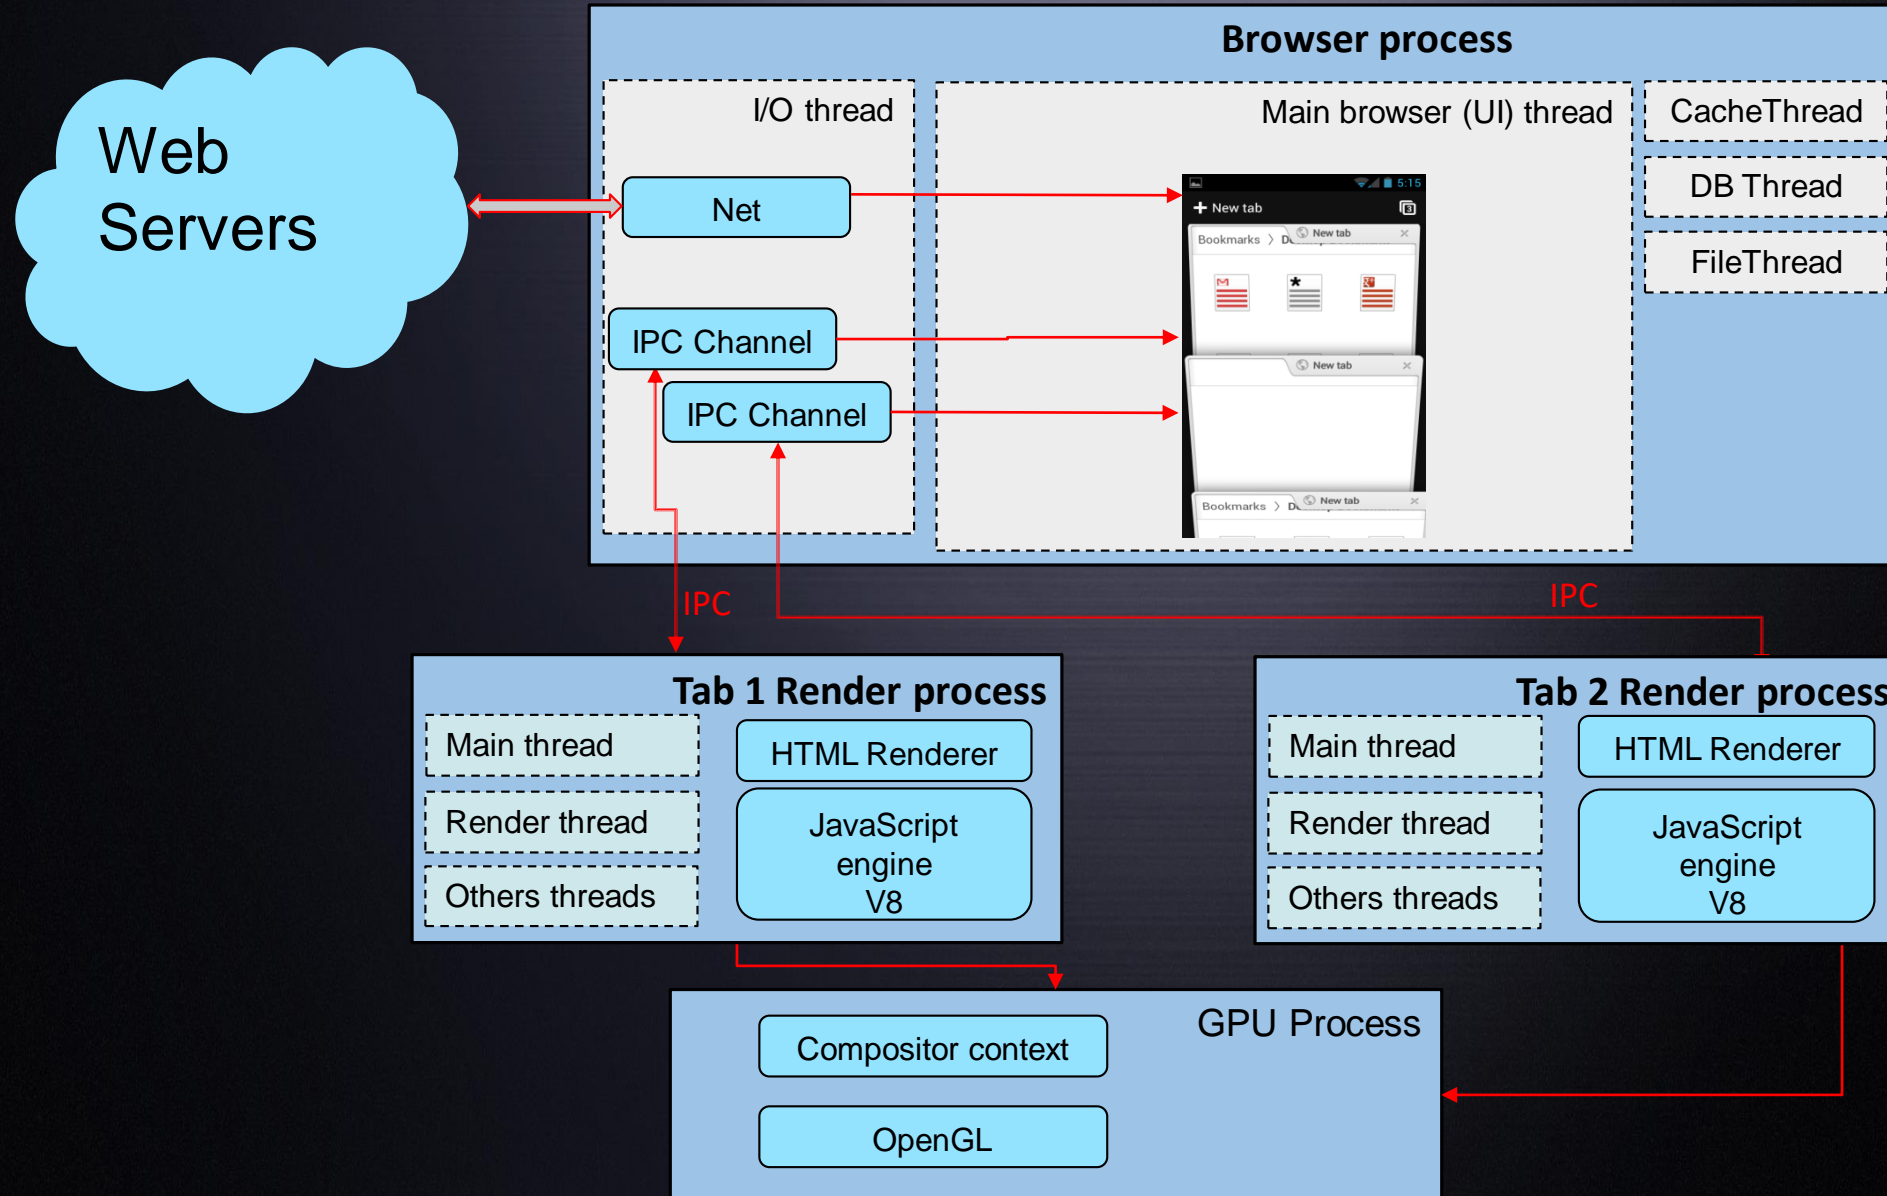 Browser process
Web
Servers
I/O thread
Net
IPC Channel
IPC Channel
Main browser (UI) thread
5:15
New tab
3
New tab
Bookmarks
New tab
New tab
Bookmarks
CacheThread
DB Thread
FileThread
IPC
IPC
Tab 1 Render process
Main thread
Render thread
Others threads
HTML Renderer
JavaScript
engine
V8
Tab 2 Render process
Main thread
Render thread
Others threads
HTML Renderer
JavaScript
engine
V8
GPU Process
Compositor context
OpenGL